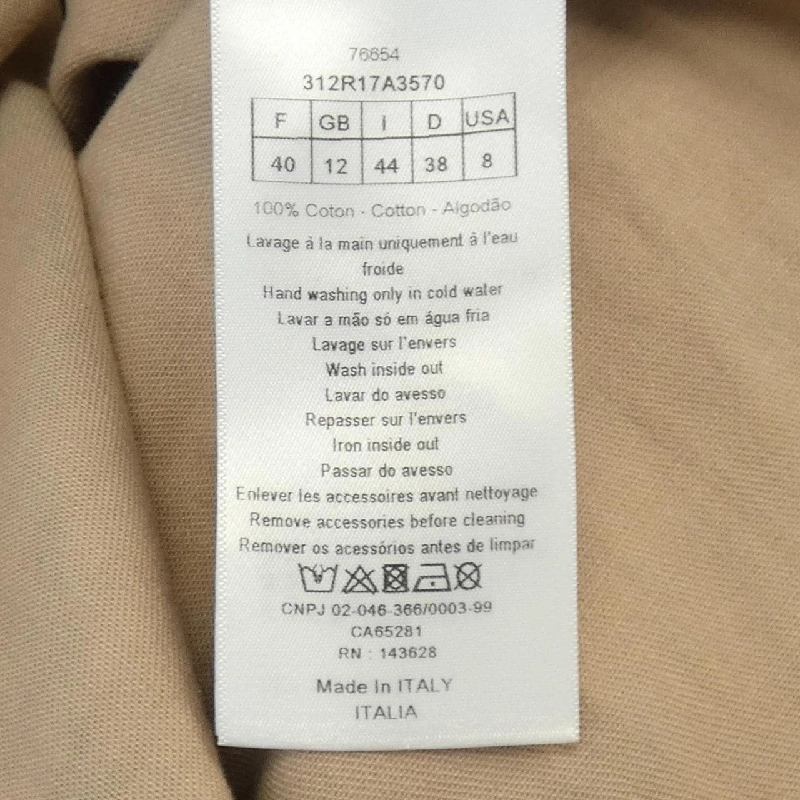 76654
312R17A3570
F GB I D USA
40 12 44 38 8
100% Coton - Cotton - Algodão
Lavage à la main uniquement à l'eau
froide
Hand washing only in cold water
Lavar a mão só em água fria
Lavage sur l'envers
Wash inside out
Lavar do avesso
Repasser sur l'envers
Iron inside out
Passar do avesso
Enlever les accessoires avant nettoyage
Remove accessories before cleaning
Remover os acessórios antes de limpar
CNPJ 02-046-366/0003-99
CA65281
RN : 143628
Made In ITALY
ITALIA